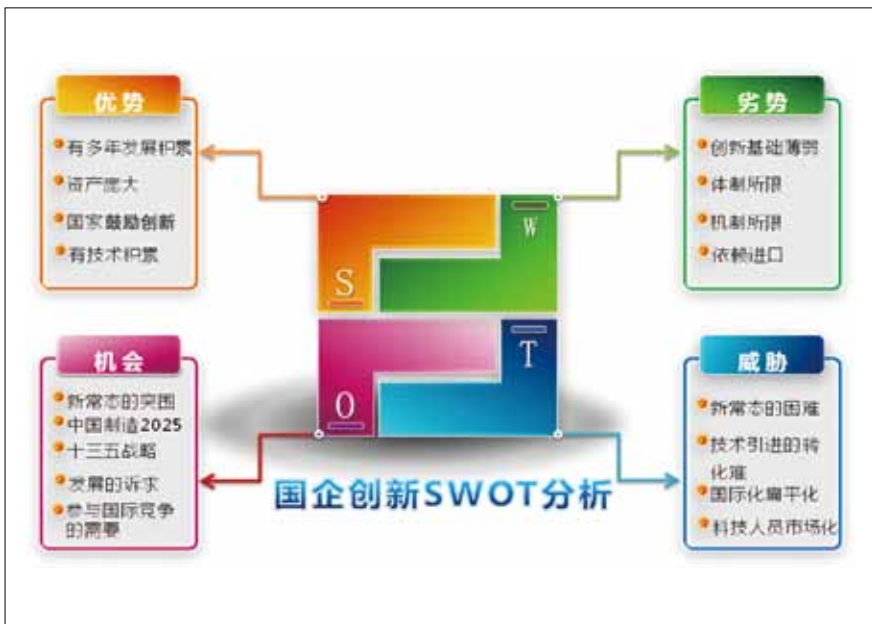 优势
有多年发展积累
资产庞大
国家鼓励创新
有技术积累
劣势
创新基础薄弱
体制所限
机制所限
依赖进口
S
W
O
T
机会
新常态的突围
中国制造2025
十三五战略
发展的诉求
参与国际竞争
的需要
威胁
新常态的困难
技术引进的转
化难
国际化扁平化
科技人员市场化
国企创新SWOT分析